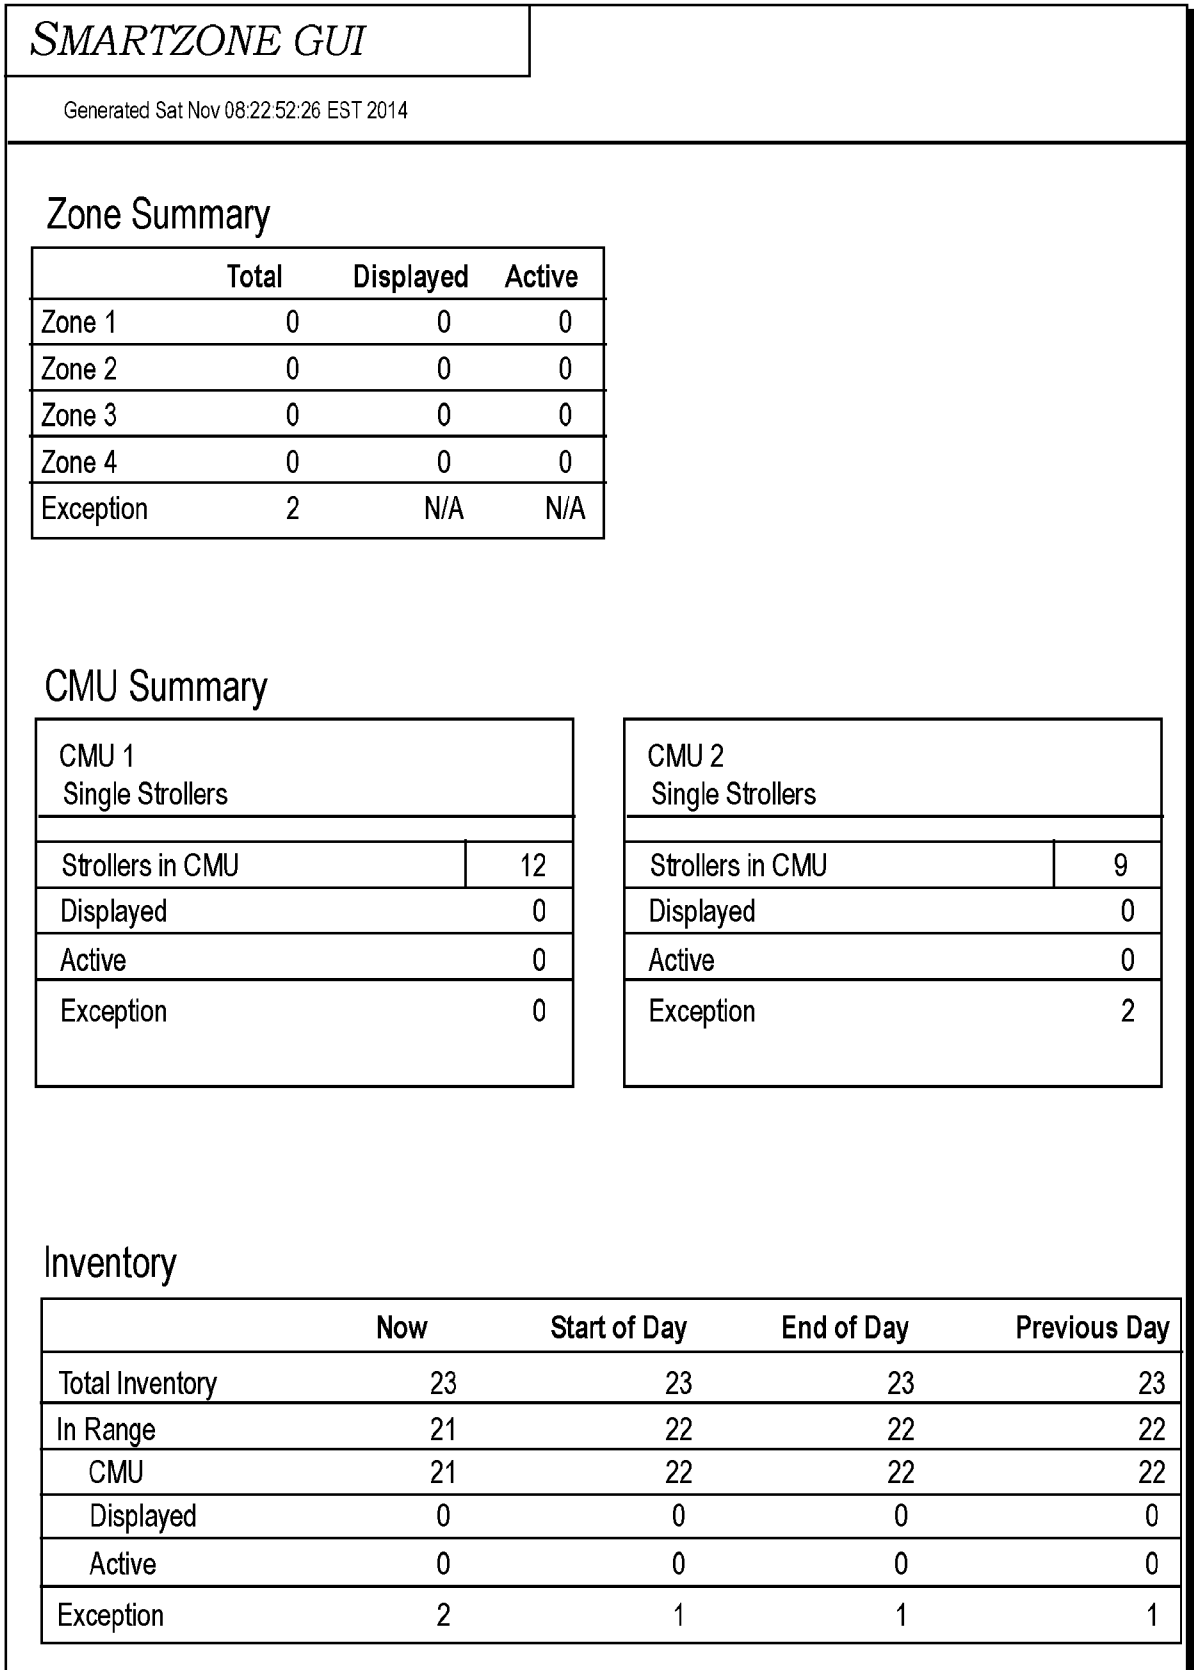 SMARTZONE GUI
Generated Sat Nov 08:22:52:26 EST 2014
Zone Summary
Total Displayed Active
Zone 1 0 0 0
Zone 2 0 0 0
Zone 3 0 0 0
Zone 4 0 0 0
Exception 2 N/A N/A
CMU Summary
CMU 1
Single Strollers
Strollers in CMU 12
Displayed 0
Active 0
Exception 0
CMU 2
Single Strollers
Strollers in CMU 9
Displayed 0
Active 0
Exception 2
Inventory
Now Start of Day End of Day Previous Day
Total Inventory 23 23 23 23
In Range 21 22 22 22
CMU 21 22 22 22
Displayed 0 0 0 0
Active 0 0 0 0
Exception 2 1 1 1